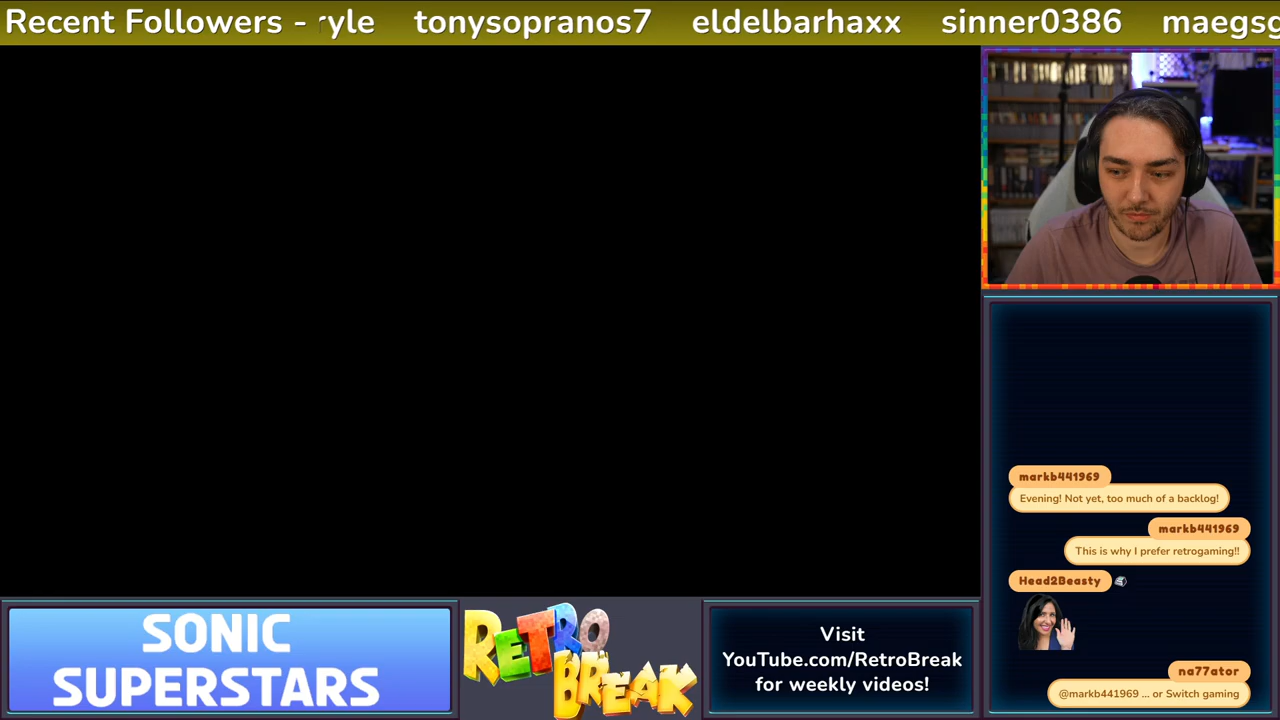 Recent Followers - ryle tonysopranos7 eldelbarhaxx sinner0386 maegsg
markb441969
Evening! Not yet, too much of a backlog!
markb441969
This is why I prefer retrogaming!!
Head2Beasty
na77ator
@markb441969 ... or Switch gaming
SONIC
SUPERSTARS
RETRO
BREAK
Visit
YouTube.com/RetroBreak
for weekly videos!